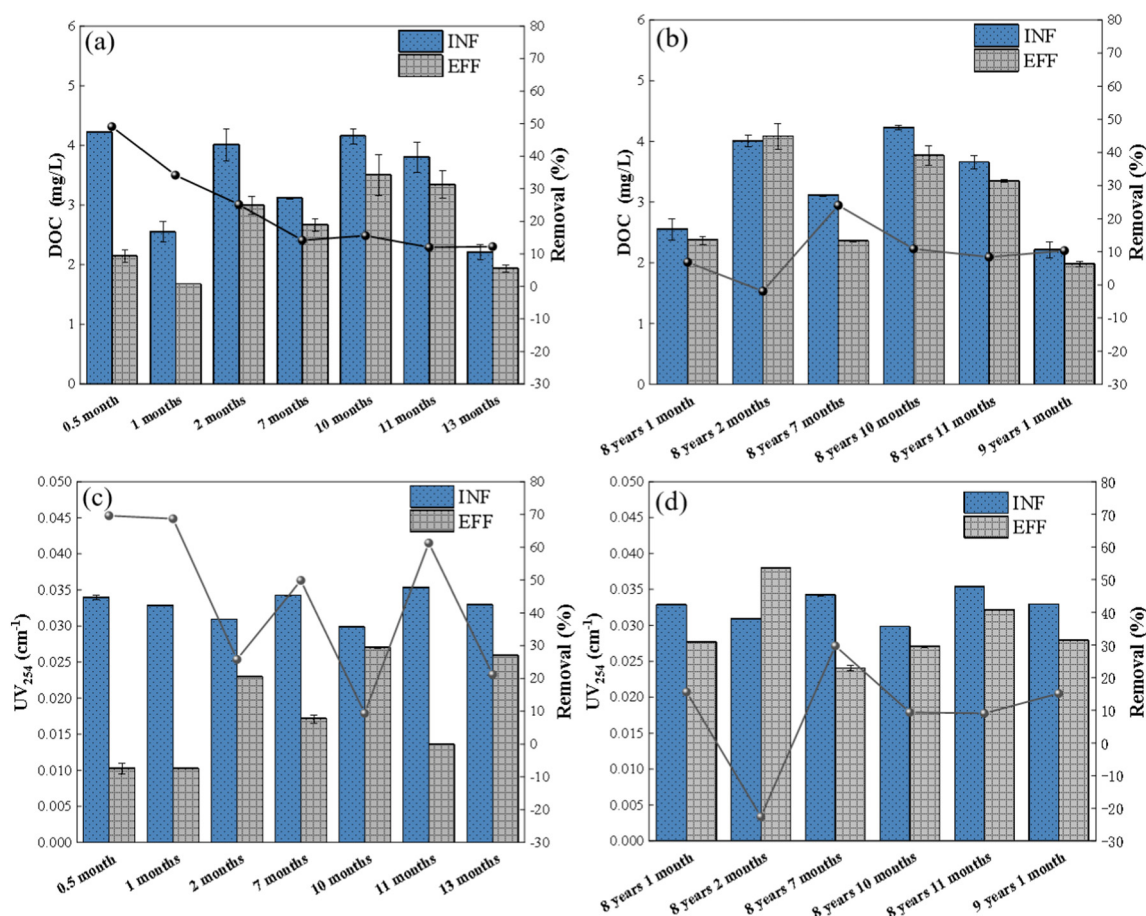 (a)
INF
EFF
DOC (mg/L)
6
5
4
3
2
1
0
Removal (%)
80
70
60
50
40
30
20
10
0
-10
-20
-30
0.5 month
1 months
2 months
7 months
10 months
11 months
13 months
(b)
INF
EFF
DOC (mg/L)
6
5
4
3
2
1
0
Removal (%)
80
70
60
50
40
30
20
10
0
-10
-20
-30
8 years 1 month
8 years 2 months
8 years 7 months
8 years 10 months
8 years 11 months
9 years 1 month
(c)
INF
EFF
UV254 (cm-1)
0.050
0.045
0.040
0.035
0.030
0.025
0.020
0.015
0.010
0.005
0.000
Removal (%)
80
70
60
50
40
30
20
10
0
-10
-20
-30
0.5 month
1 months
2 months
7 months
10 months
11 months
13 months
(d)
INF
EFF
UV254 (cm-1)
0.050
0.045
0.040
0.035
0.030
0.025
0.020
0.015
0.010
0.005
0.000
Removal (%)
80
70
60
50
40
30
20
10
0
-10
-20
-30
8 years 1 month
8 years 2 months
8 years 7 months
8 years 10 months
8 years 11 months
9 years 1 month